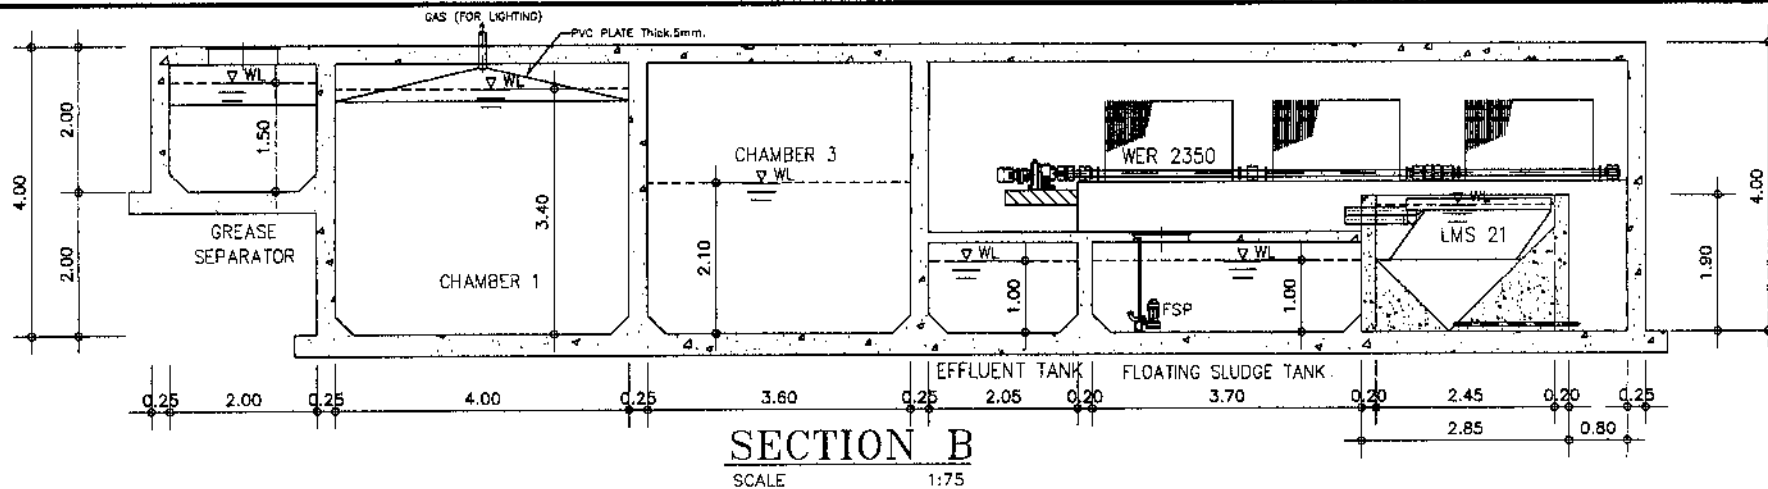 GAS (FOR LIGHTING)
PVC PLATE Thick.5mm.
WL
WL
2.00
1.50
CHAMBER 3
WL
WER 2350
4.00
4.00
WL
3.40
GREASE
SEPARATOR
LMS 21
2.00
2.10
WL
WL
1.90
CHAMBER 1
1.00
FSP
1.00
EFFLUENT TANK
FLOATING SLUDGE TANK.
0.25 2.00 0.25 4.00 0.25 3.60 0.25 2.05 0.20 3.70 0.20 2.45 0.20 0.25
2.85 0.80
SECTION B
SCALE 1:75